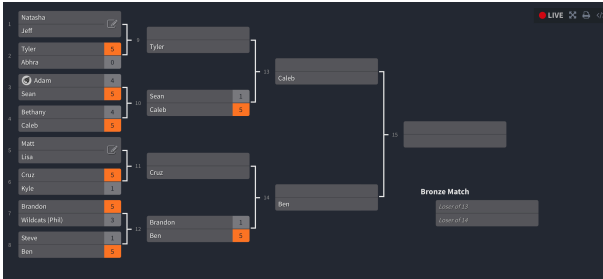 LIVE
1
Natasha
Jeff
2
Tyler 5
Abhra 0
3
Adam 4
Sean 5
4
Bethany 4
Caleb 5
5
Matt
Lisa
6
Cruz 5
Kyle 1
7
Brandon 5
Wildcats (Phil) 3
8
Steve 1
Ben 5
9
Tyler
10
Sean 1
Caleb 5
11
Cruz
12
Brandon 1
Ben 5
13
Caleb
14
Ben
15
Bronze Match
Loser of 13
Loser of 14